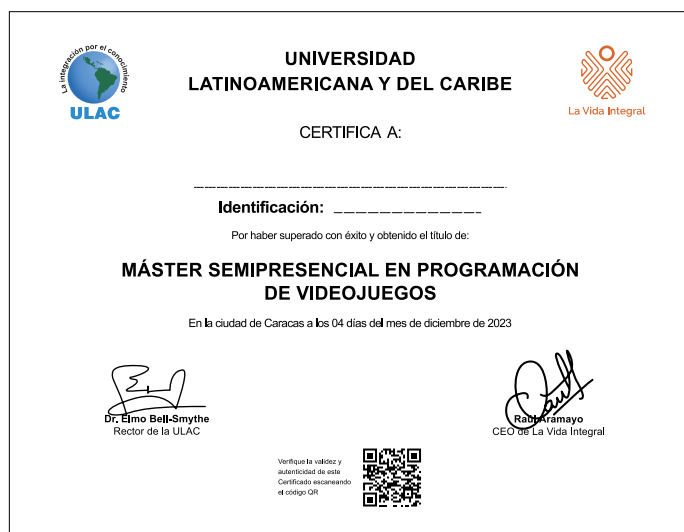 La integración por el conocimiento
ULAC
UNIVERSIDAD
LATINOAMERICANA Y DEL CARIBE
La Vida Integral
CERTIFICA A:
Identificación:
Por haber superado con éxito y obtenido el título de:
MÁSTER SEMIPRESENCIAL EN PROGRAMACIÓN
DE VIDEOJUEGOS
En la ciudad de Caracas a los 04 días del mes de diciembre de 2023
Dr. Elmo Bell-Smythe
Rector de la ULAC
Raúl Aramayo
CEO de La Vida Integral
Verifique la validez y
autenticidad de este
Certificado escaneando
el código QR